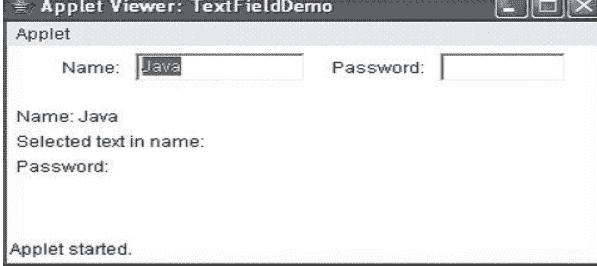 Applet Viewer: TextFieldDemo
Applet
Name: Java Password:
Name: Java
Selected text in name:
Password:
Applet started.